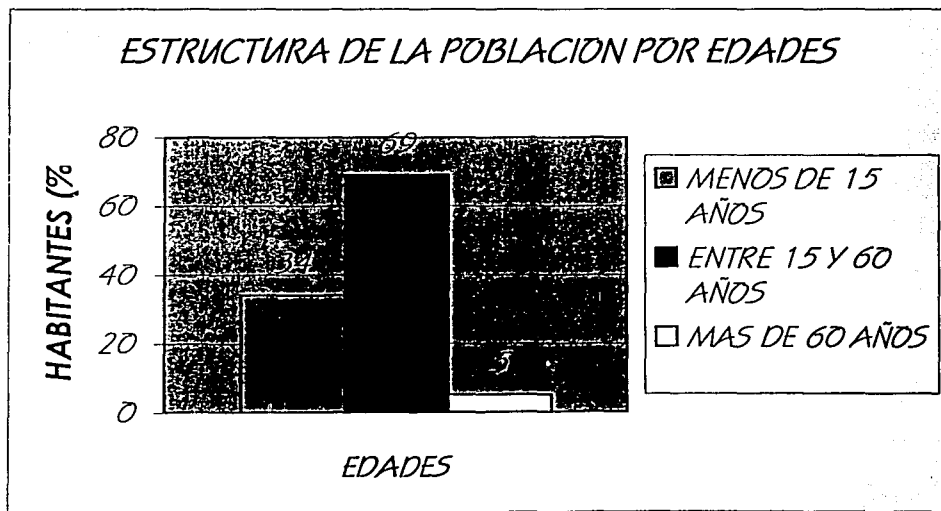 ESTRUCTURA DE LA POBLACION POR EDADES
HABITANTES (%
80
60
40
20
0
34
69
5
EDADES
MENOS DE 15
AÑOS
ENTRE 15 Y 60
AÑOS
MAS DE 60 AÑOS